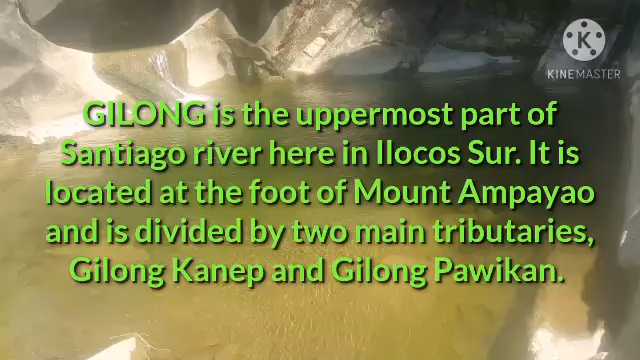 KINEMASTER
GILONG is the uppermost part of
Santiago river here in Ilocos Sur. It is
located at the foot of Mount Ampayao
and is divided by two main tributaries,
Gilong Kanep and Gilong Pawikan.